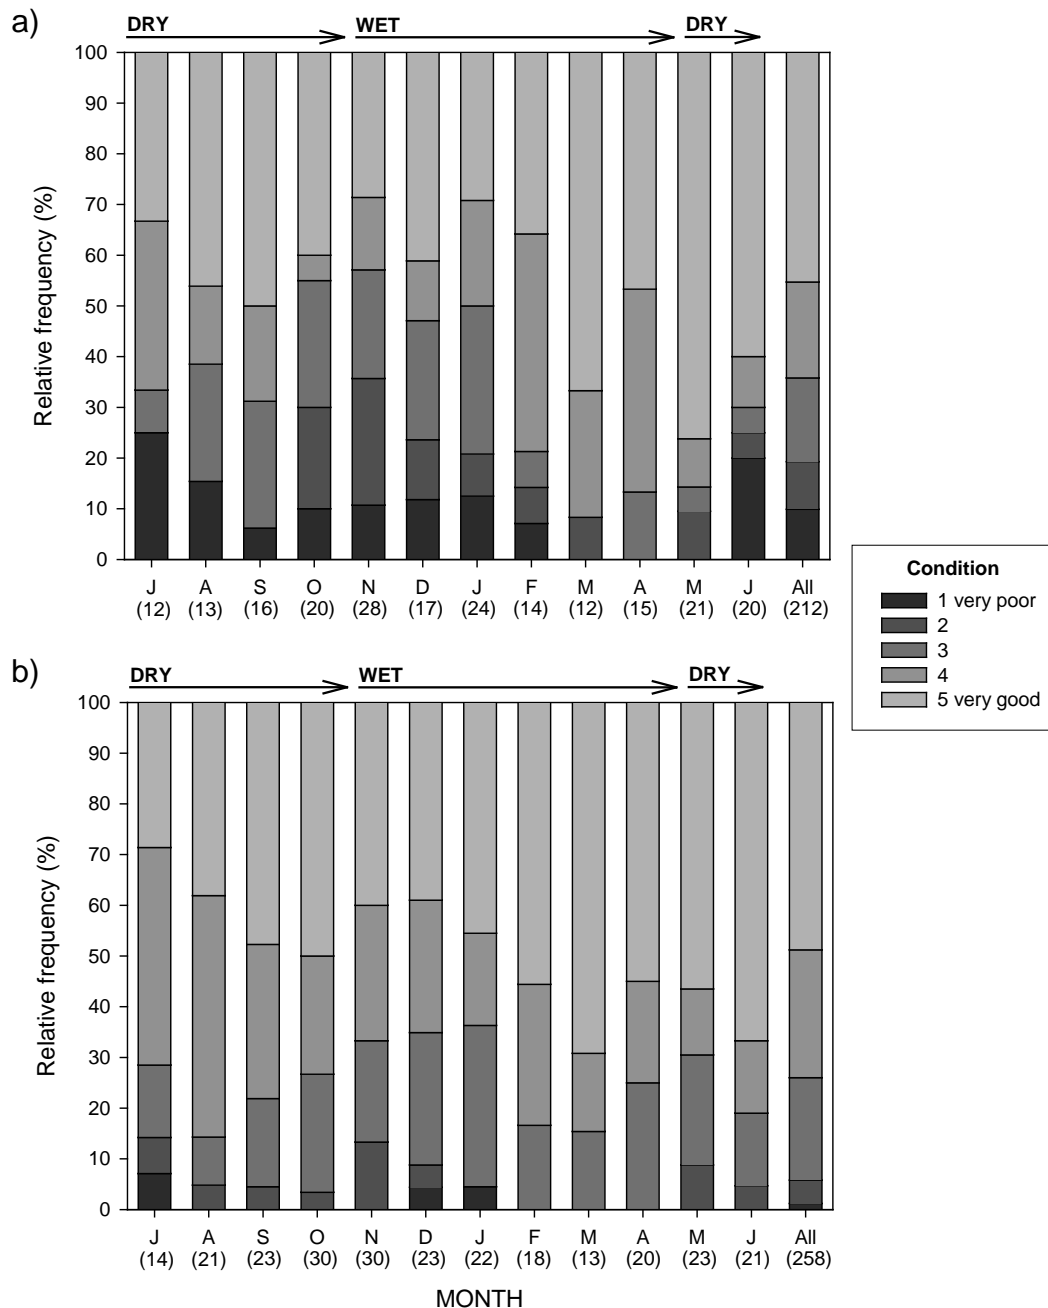 a)
DRY WET DRY
Relative frequency (%)
100
90
80
70
60
50
40
30
20
10
0
J A S O N D J F M A M J All
(12) (13) (16) (20) (28) (17) (24) (14) (12) (15) (21) (20) (212)
Condition
1 very poor
2
3
4
5 very good
b)
DRY WET DRY
Relative frequency (%)
100
90
80
70
60
50
40
30
20
10
0
J A S O N D J F M A M J All
(14) (21) (23) (30) (30) (23) (22) (18) (13) (20) (23) (21) (258)
MONTH